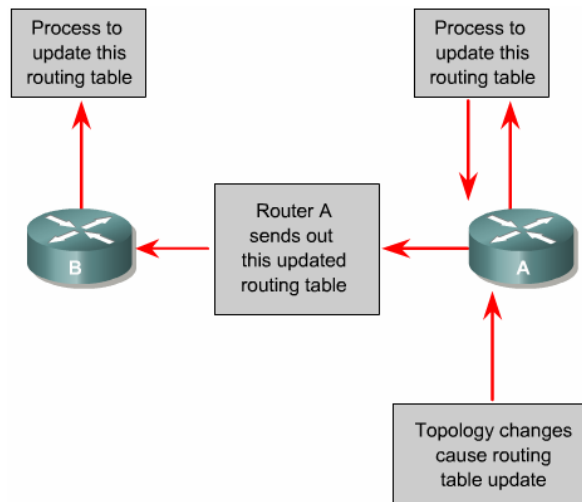 Process to
update this
routing table
Process to
update this
routing table
Router A
sends out
this updated
routing table
B
A
Topology changes
cause routing
table update